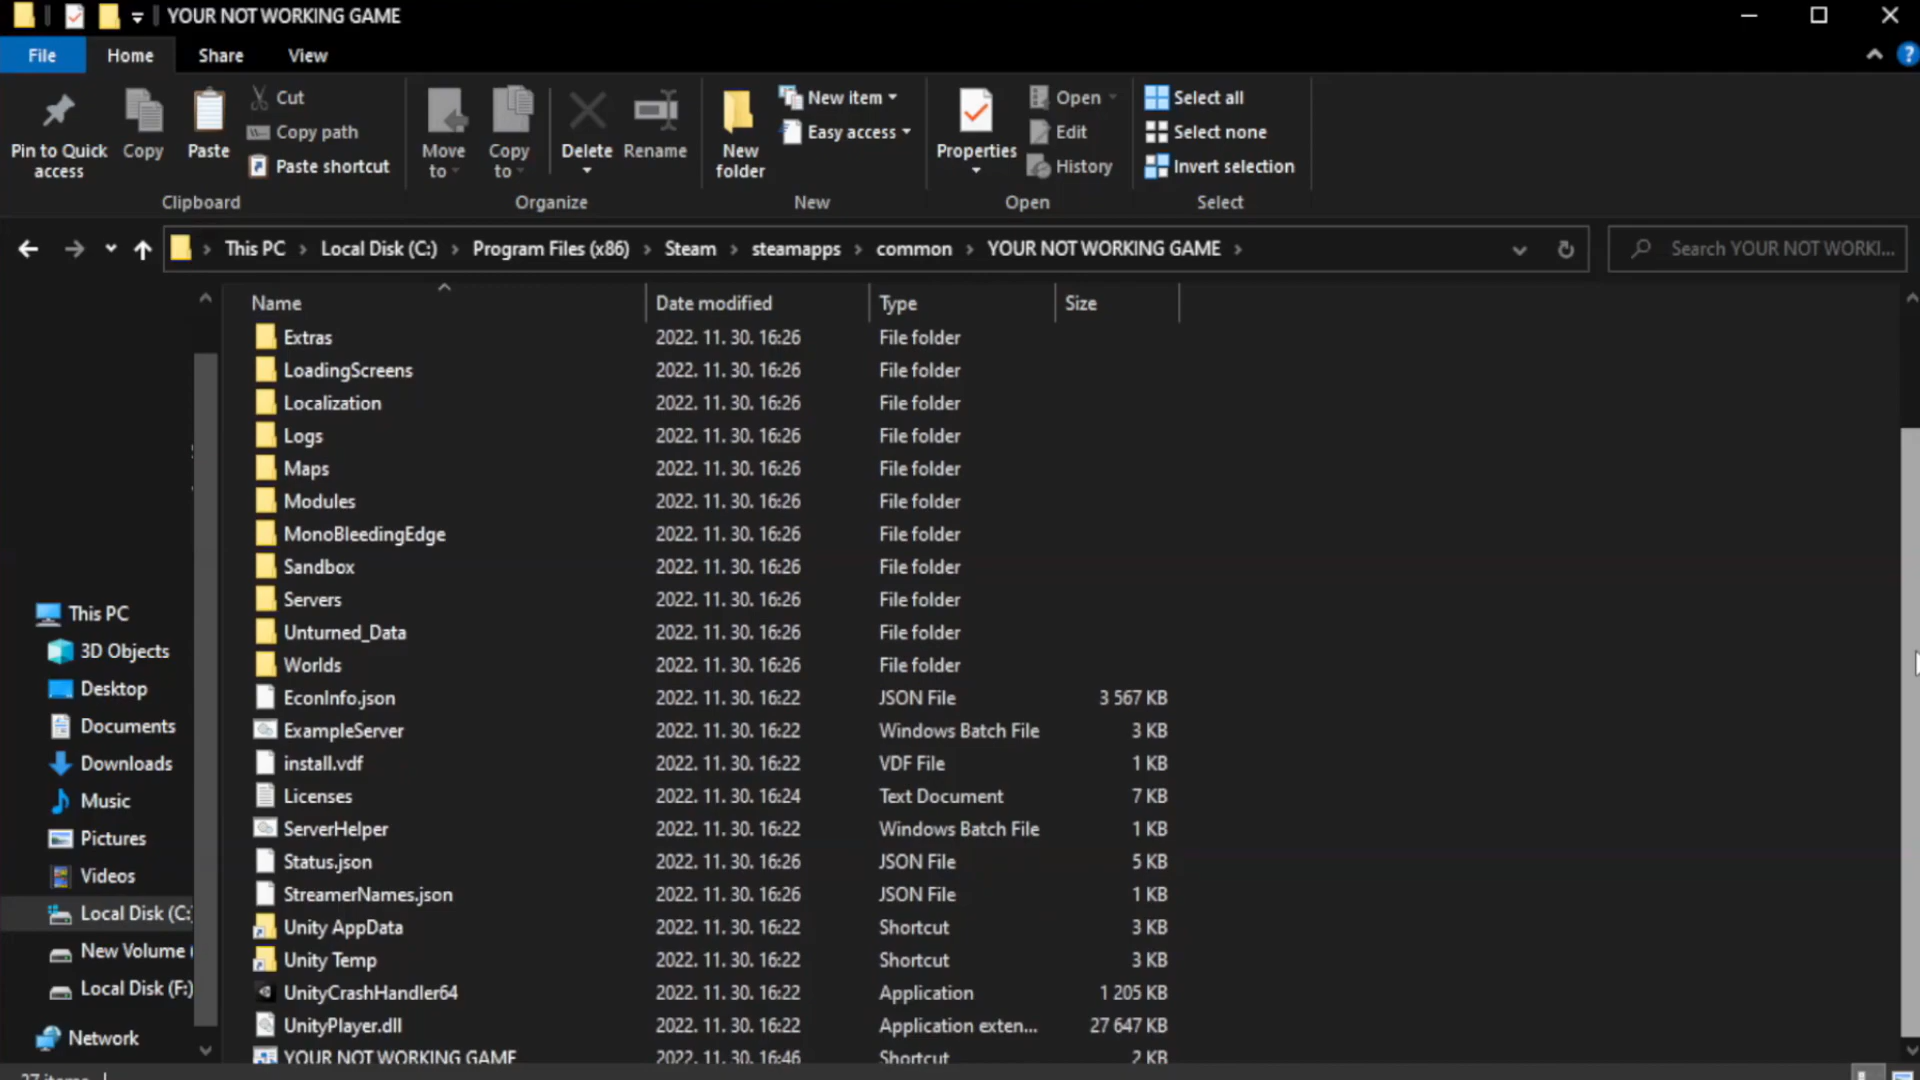 YOUR NOT WORKING GAME
File Home Share View
Pin to Quick access
Copy
Paste
Cut
Copy path
Paste shortcut
Clipboard
Move to
Copy to
Delete
Rename
Organize
New folder
New item
Easy access
New
Properties
Open
Edit
History
Open
Select all
Select none
Invert selection
Select
This PC Local Disk (C:) Program Files (x86) Steam steamapps common YOUR NOT WORKING GAME
Search YOUR NOT WORKI...
Name Date modified Type Size
Extras 2022. 11. 30. 16:26 File folder
LoadingScreens 2022. 11. 30. 16:26 File folder
Localization 2022. 11. 30. 16:26 File folder
Logs 2022. 11. 30. 16:26 File folder
Maps 2022. 11. 30. 16:26 File folder
Modules 2022. 11. 30. 16:26 File folder
MonoBleedingEdge 2022. 11. 30. 16:26 File folder
Sandbox 2022. 11. 30. 16:26 File folder
Servers 2022. 11. 30. 16:26 File folder
Unturned_Data 2022. 11. 30. 16:26 File folder
Worlds 2022. 11. 30. 16:26 File folder
EconInfo.json 2022. 11. 30. 16:22 JSON File 3 567 KB
ExampleServer 2022. 11. 30. 16:22 Windows Batch File 3 KB
install.vdf 2022. 11. 30. 16:22 VDF File 1 KB
Licenses 2022. 11. 30. 16:24 Text Document 7 KB
ServerHelper 2022. 11. 30. 16:22 Windows Batch File 1 KB
Status.json 2022. 11. 30. 16:26 JSON File 5 KB
StreamerNames.json 2022. 11. 30. 16:26 JSON File 1 KB
Unity AppData 2022. 11. 30. 16:22 Shortcut 3 KB
Unity Temp 2022. 11. 30. 16:22 Shortcut 3 KB
UnityCrashHandler64 2022. 11. 30. 16:22 Application 1 205 KB
UnityPlayer.dll 2022. 11. 30. 16:22 Application exten... 27 647 KB
YOUR NOT WORKING GAME 2022. 11. 30. 16:46 Shortcut 2 KB
This PC
3D Objects
Desktop
Documents
Downloads
Music
Pictures
Videos
Local Disk (C:)
New Volume (
Local Disk (F:)
Network
27 items